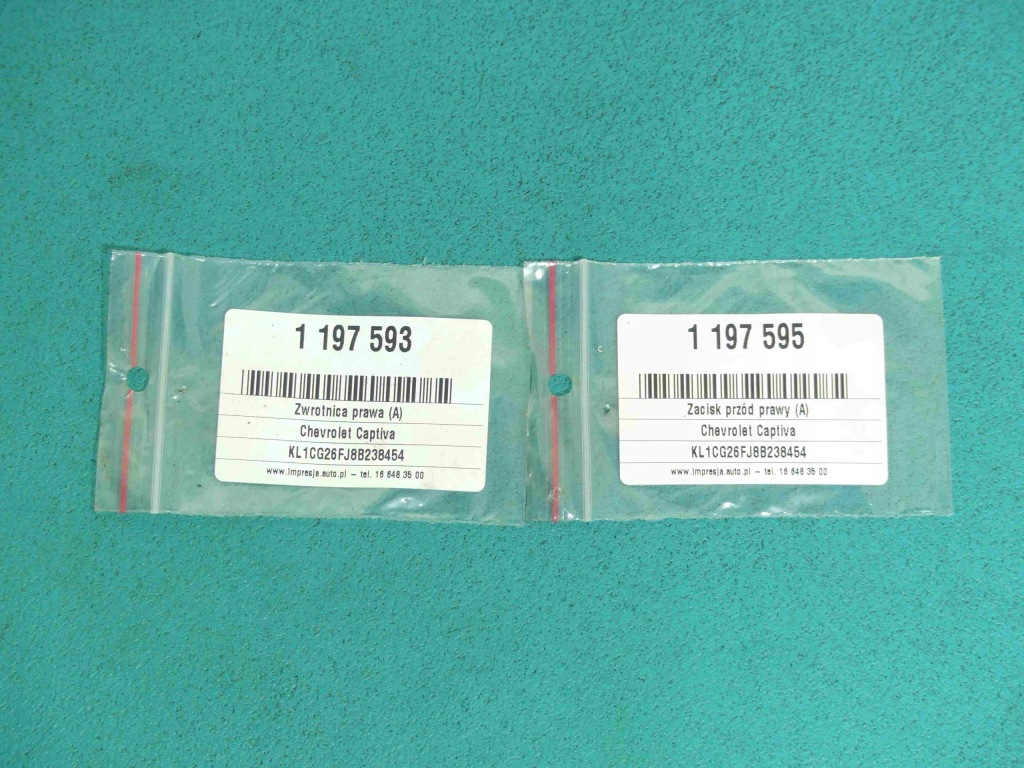 1 197 593
Zwrotnica prawa (A)
Chevrolet Captiva
KL1CG26FJ8B238454
www.impresja.auto.pl – tel. 16 648 35 00
1 197 595
Zacisk przód prawy (A)
Chevrolet Captiva
KL1CG26FJ8B238454
www.impresja.auto.pl – tel. 16 648 35 00